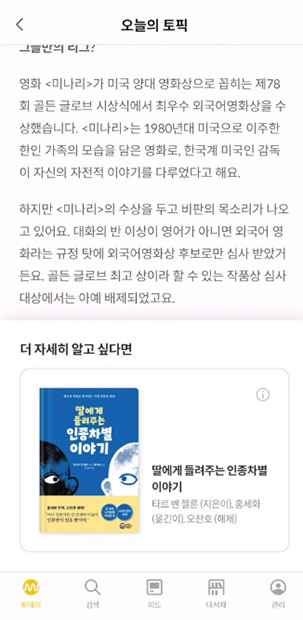 오늘의 토픽
그들만의 리그?
영화 <미나리>가 미국 양대 영화상으로 꼽히는 제78
회 골든 글로브 시상식에서 최우수 외국어영화상을 수
상했습니다. <미나리>는 1980년대 미국으로 이주한
한인 가족의 모습을 담은 영화로, 한국계 미국인 감독
이 자신의 자전적 이야기를 다루었다고 해요.
하지만 <미나리>의 수상을 두고 비판의 목소리가 나오
고 있어요. 대화의 반 이상이 영어가 아니면 외국어 영
화라는 규정 탓에 외국어영화상 후보로만 심사 받았거
든요. 골든 글로브 최고 상이라 할 수 있는 작품상 심사
대상에서는 아예 배제되었고요.
더 자세히 알고 싶다면
딸에게
들려주는
인종차별
이야기
딸에게 들려주는 인종차별
이야기
타르 벤 젤룬 (지은이), 홍세화
(옮긴이), 오찬호 (해제)
투데이
검색
피드
내서재
관리